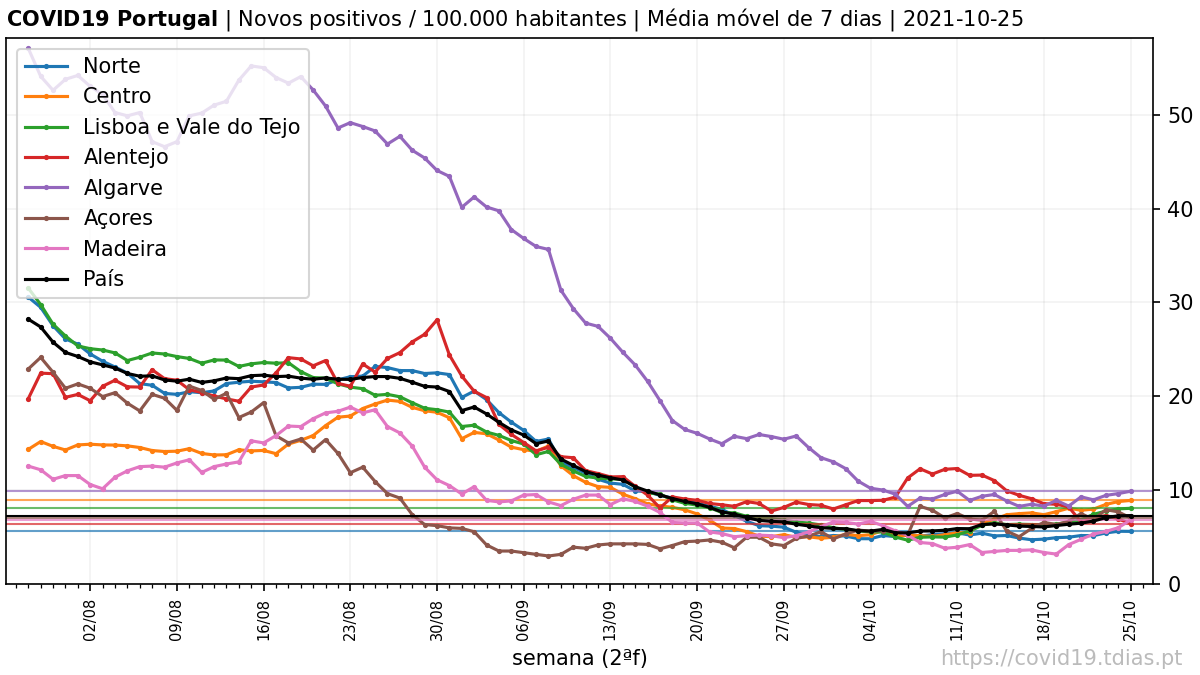 COVID19 Portugal | Novos positivos / 100.000 habitantes | Média móvel de 7 dias | 2021-10-25
Norte
Centro
Lisboa e Vale do Tejo
Alentejo
Algarve
Açores
Madeira
País
50
40
30
20
10
0
02/08 09/08 16/08 23/08 30/08 06/09 13/09 20/09 27/09 04/10 11/10 18/10 25/10
semana (2ªf)
https://covid19.tdias.pt